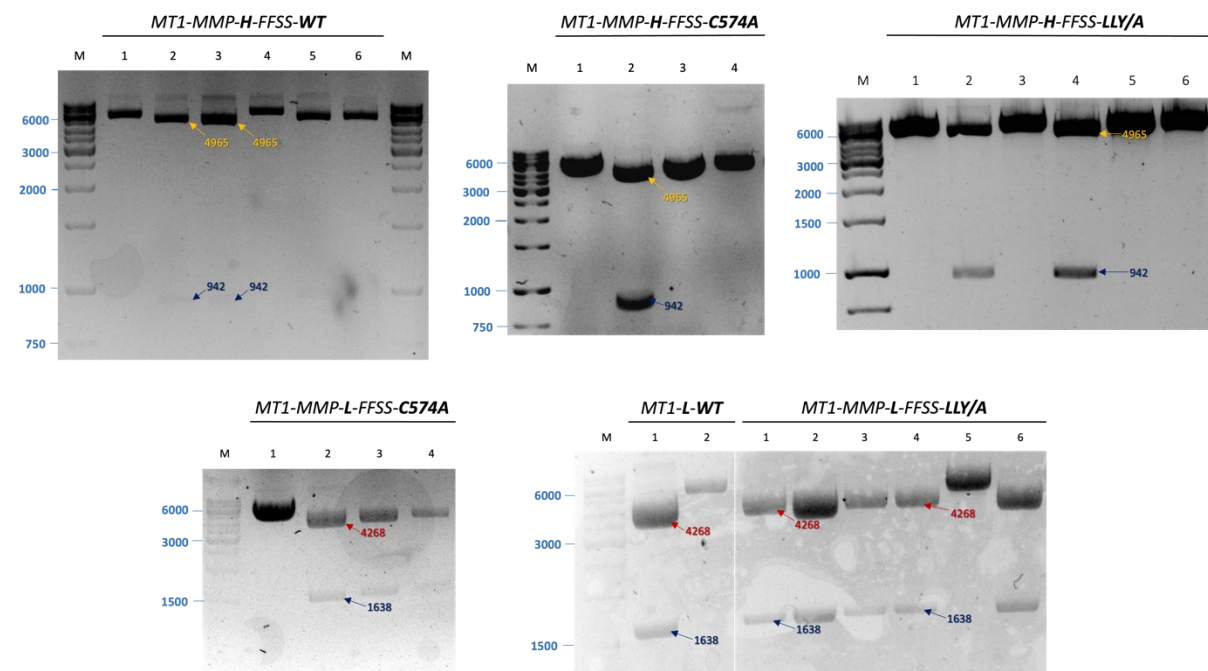 MT1-MMP-H-FFSS-WT
M 1 2 3 4 5 6 M
6000
3000
2000
1000
750
4965 4965
942 942
MT1-MMP-H-FFSS-C574A
M 1 2 3 4
6000
3000
2000
1000
750
4965
942
MT1-MMP-H-FFSS-LLY/A
M 1 2 3 4 5 6
6000
3000
2000
1500
1000
4965
942
MT1-MMP-L-FFSS-C574A
M 1 2 3 4
6000
3000
1500
4268
1638
MT1-L-WT MT1-MMP-L-FFSS-LLY/A
M 1 2 1 2 3 4 5 6
6000
3000
1500
4268 4268 4268
1638 1638 1638